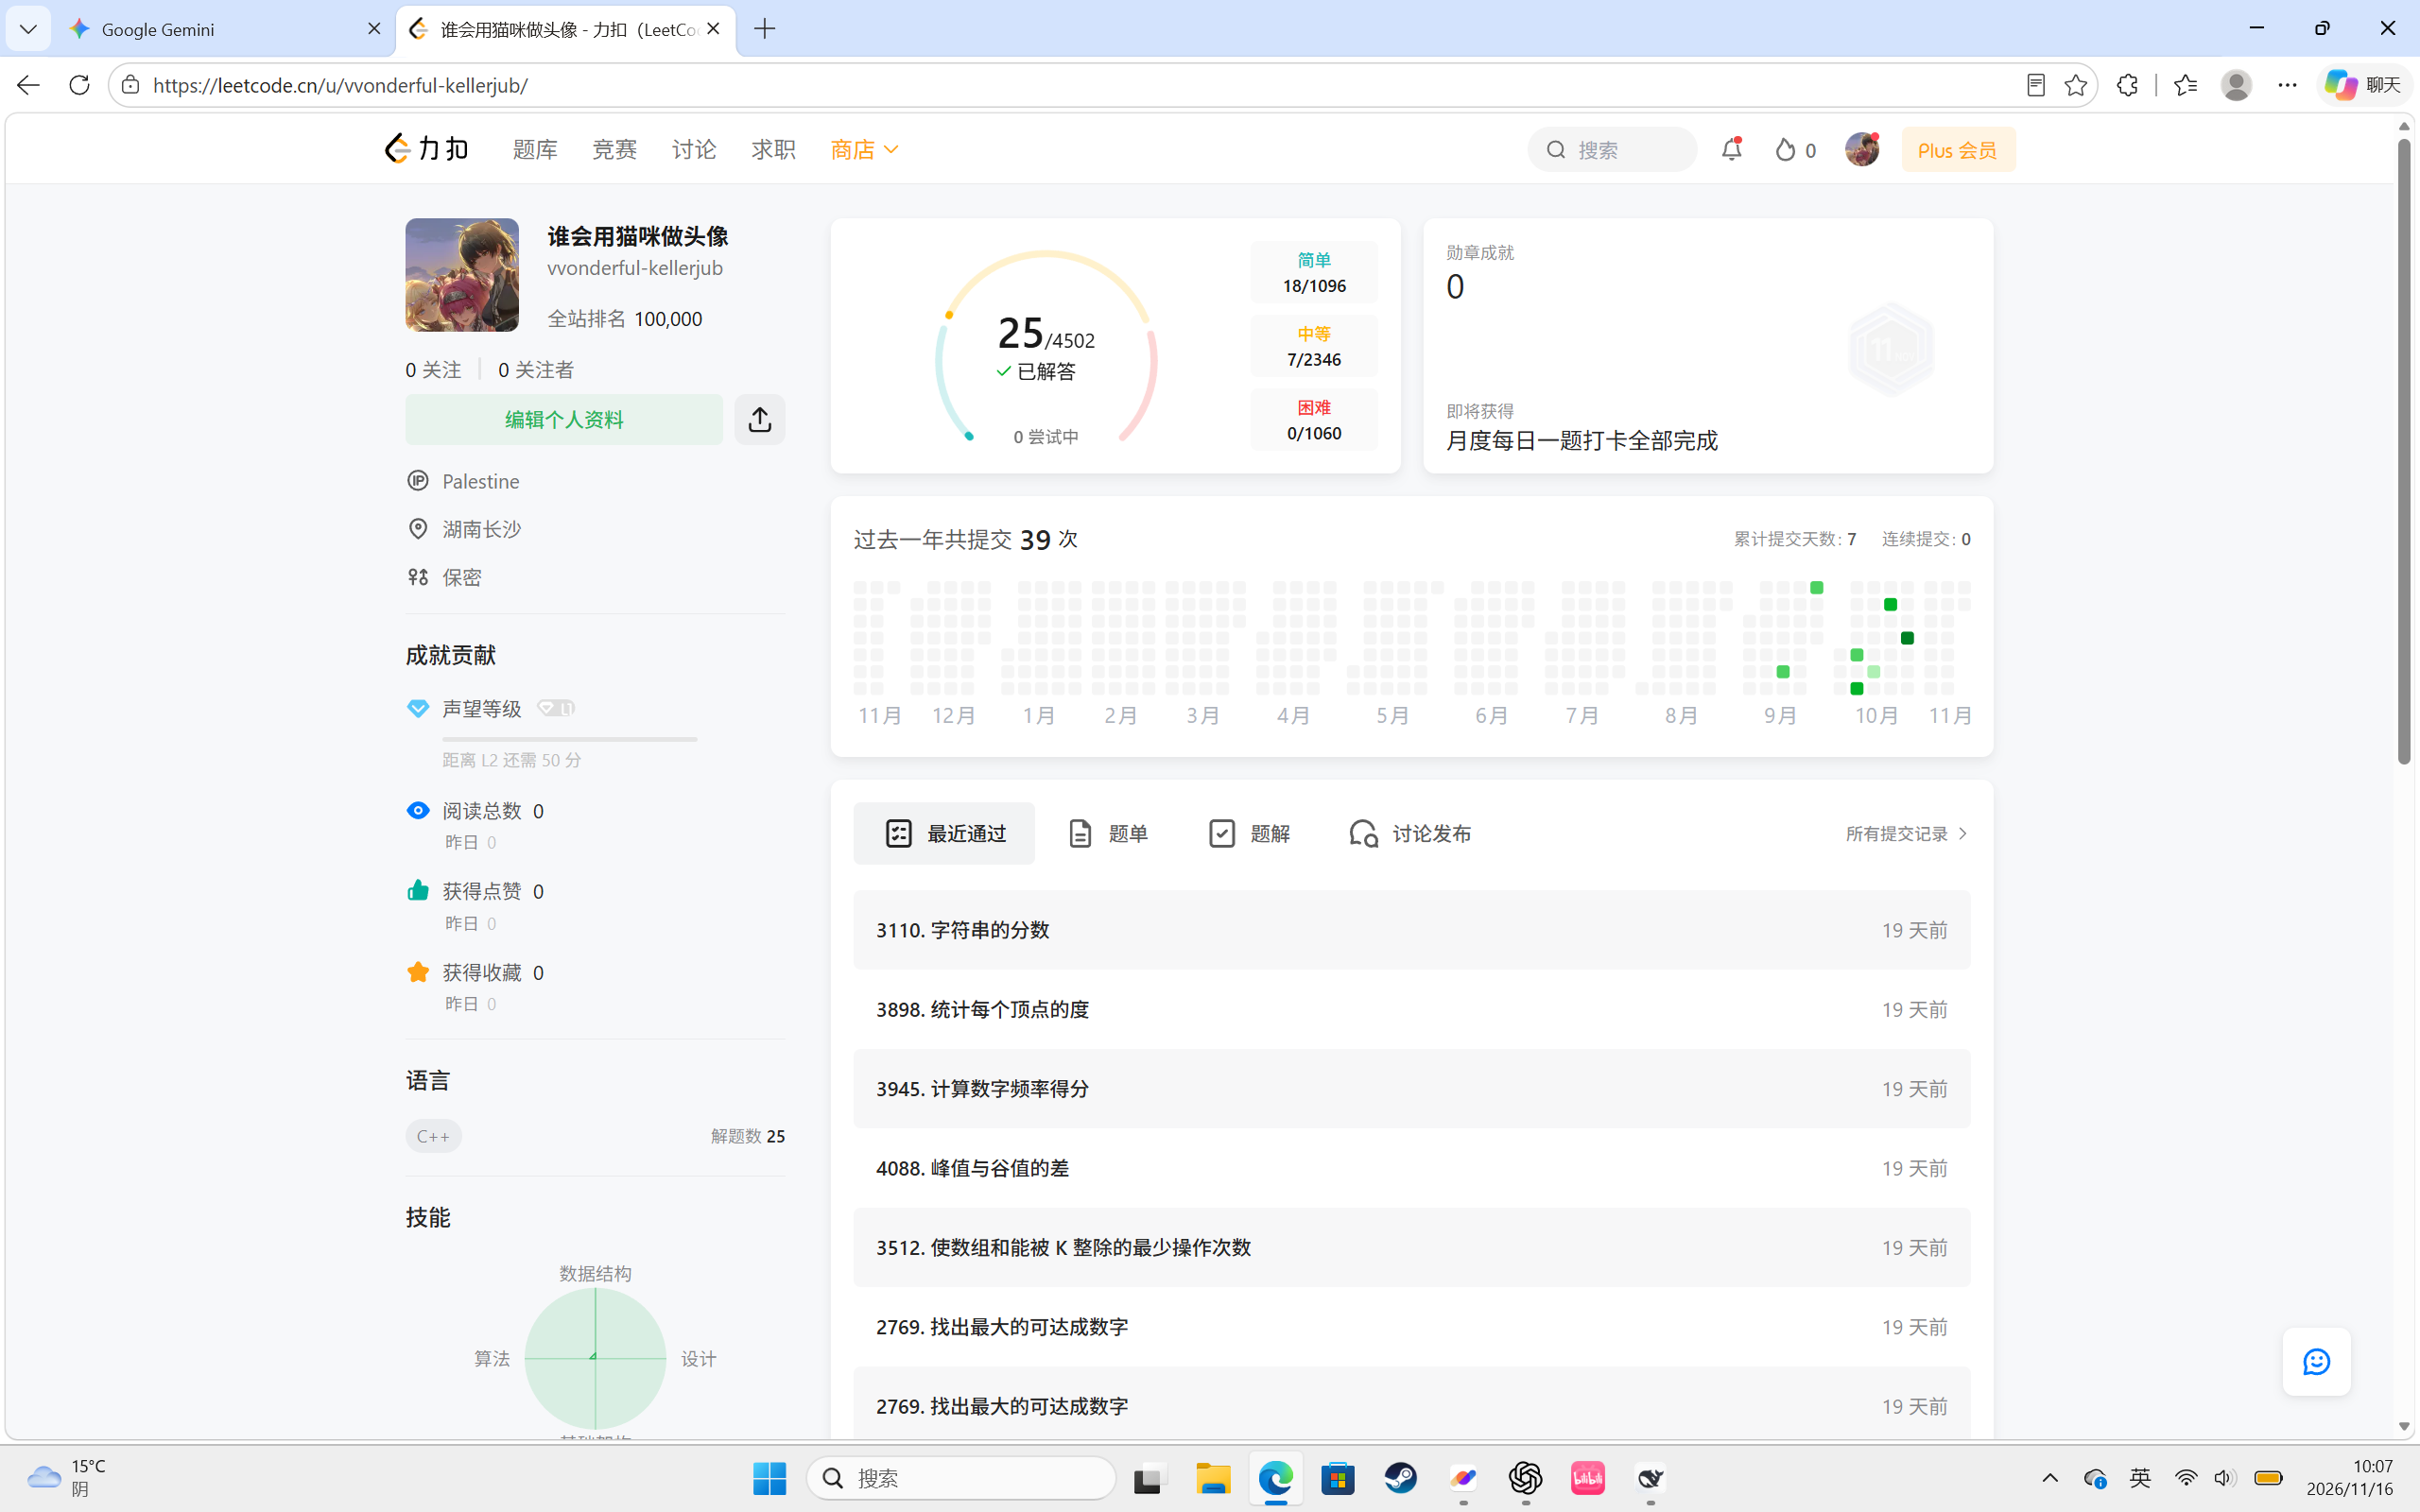 Google Gemini
谁会用猫咪做头像 - 力扣（LeetCo
https://leetcode.cn/u/vvonderful-kellerjub/
聊天
力扣 题库 竞赛 讨论 求职 商店
搜索
0
Plus 会员
谁会用猫咪做头像
vvonderful-kellerjub
全站排名 100,000
0 关注 0 关注者
编辑个人资料
Palestine
湖南长沙
保密
成就贡献
声望等级 L1
距离 L2 还需 50 分
阅读总数 0
昨日 0
获得点赞 0
昨日 0
获得收藏 0
昨日 0
语言
C++ 解题数 25
技能
数据结构
算法 设计
25/4502
已解答
0 尝试中
简单
18/1096
中等
7/2346
困难
0/1060
勋章成就
0
11 NOV
即将获得
月度每日一题打卡全部完成
过去一年共提交 39 次
累计提交天数: 7 连续提交: 0
11月 12月 1月 2月 3月 4月 5月 6月 7月 8月 9月 10月 11月
最近通过 题单 题解 讨论发布 所有提交记录
3110. 字符串的分数 19 天前
3898. 统计每个顶点的度 19 天前
3945. 计算数字频率得分 19 天前
4088. 峰值与谷值的差 19 天前
3512. 使数组和能被 K 整除的最少操作次数 19 天前
2769. 找出最大的可达成数字 19 天前
2769. 找出最大的可达成数字 19 天前
15°C
阴
搜索
bilibili
英
10:07
2026/11/16